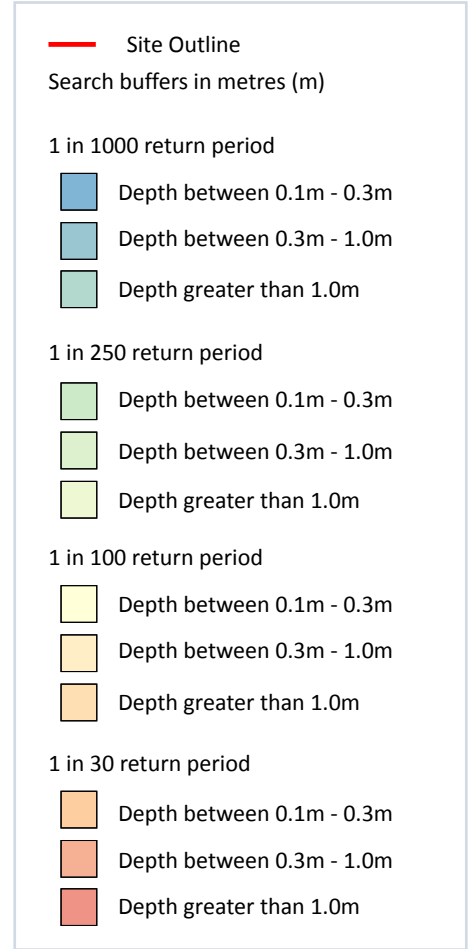 Site Outline
Search buffers in metres (m)
1 in 1000 return period
Depth between 0.1m - 0.3m
Depth between 0.3m - 1.0m
Depth greater than 1.0m
1 in 250 return period
Depth between 0.1m - 0.3m
Depth between 0.3m - 1.0m
Depth greater than 1.0m
1 in 100 return period
Depth between 0.1m - 0.3m
Depth between 0.3m - 1.0m
Depth greater than 1.0m
1 in 30 return period
Depth between 0.1m - 0.3m
Depth between 0.3m - 1.0m
Depth greater than 1.0m